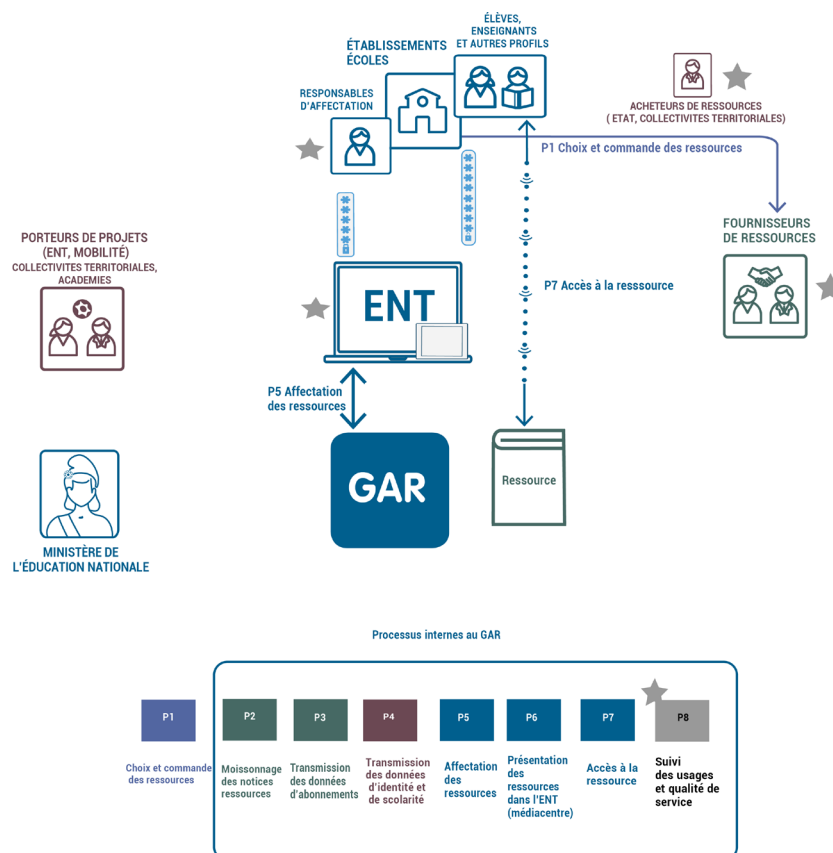 ÉLÈVES,
ENSEIGNANTS
ET AUTRES PROFILS
ÉTABLISSEMENTS
ÉCOLES
RESPONSABLES
D'AFFECTATION
ACHETEURS DE RESSOURCES
( ETAT, COLLECTIVITES TERRITORIALES)
P1 Choix et commande des ressources
FOURNISSEURS
DE RESSOURCES
PORTEURS DE PROJETS
(ENT, MOBILITÉ)
COLLECTIVITES TERRITORIALES,
ACADEMIES
ENT
P7 Accès à la resssource
P5 Affectation
des ressources
GAR
Ressource
MINISTÈRE DE
L'ÉDUCATION NATIONALE
Processus internes au GAR
P1
Choix et commande
des ressources
P2
Moissonnage
des notices
ressources
P3
Transmission
des données
d'abonnements
P4
Transmission
des données
d'identité et
de scolarité
P5
Affectation
des
ressources
P6
Présentation
des
ressources
dans l'ENT
(médiacentre)
P7
Accès à la
ressource
P8
Suivi
des usages
et qualité de
service